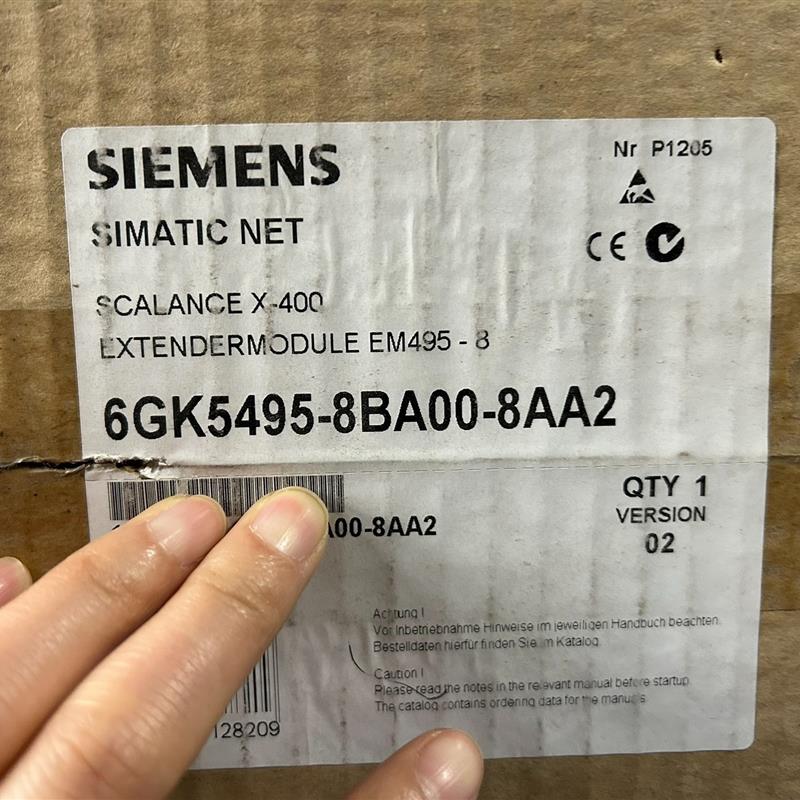 SIEMENS
Nr P1205
SIMATIC NET
CE
SCALANCE X-400
EXTENDERMODULE EM495 - 8
6GK5495-8BA00-8AA2
QTY 1
A00-8AA2
VERSION
02
Achtung !
Vor Inbetriebnahme Hinweise im jeweiligen Handbuch beachten.
Bestelldaten hierfür finden Sie im Katalog.
Caution !
Please read the notes in the relevant manual before startup.
The catalog contains ordering data for the manuals
128209